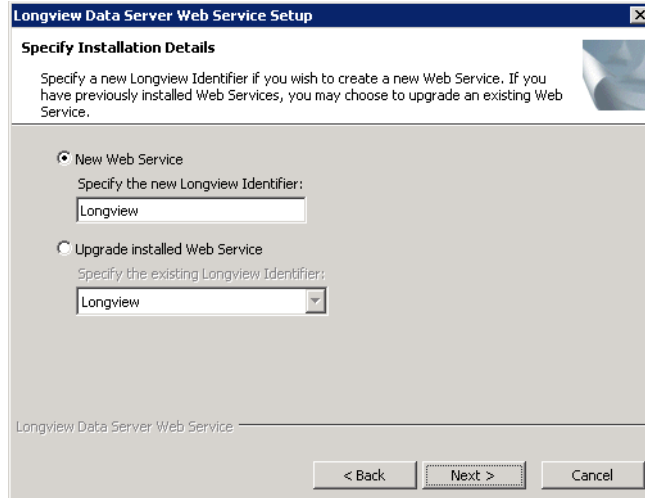 Longview Data Server Web Service Setup
Specify Installation Details
Specify a new Longview Identifier if you wish to create a new Web Service. If you
have previously installed Web Services, you may choose to upgrade an existing Web
Service.
New Web Service
Specify the new Longview Identifier:
Longview
Upgrade installed Web Service
Specify the existing Longview Identifier:
Longview
Longview Data Server Web Service
< Back
Next >
Cancel